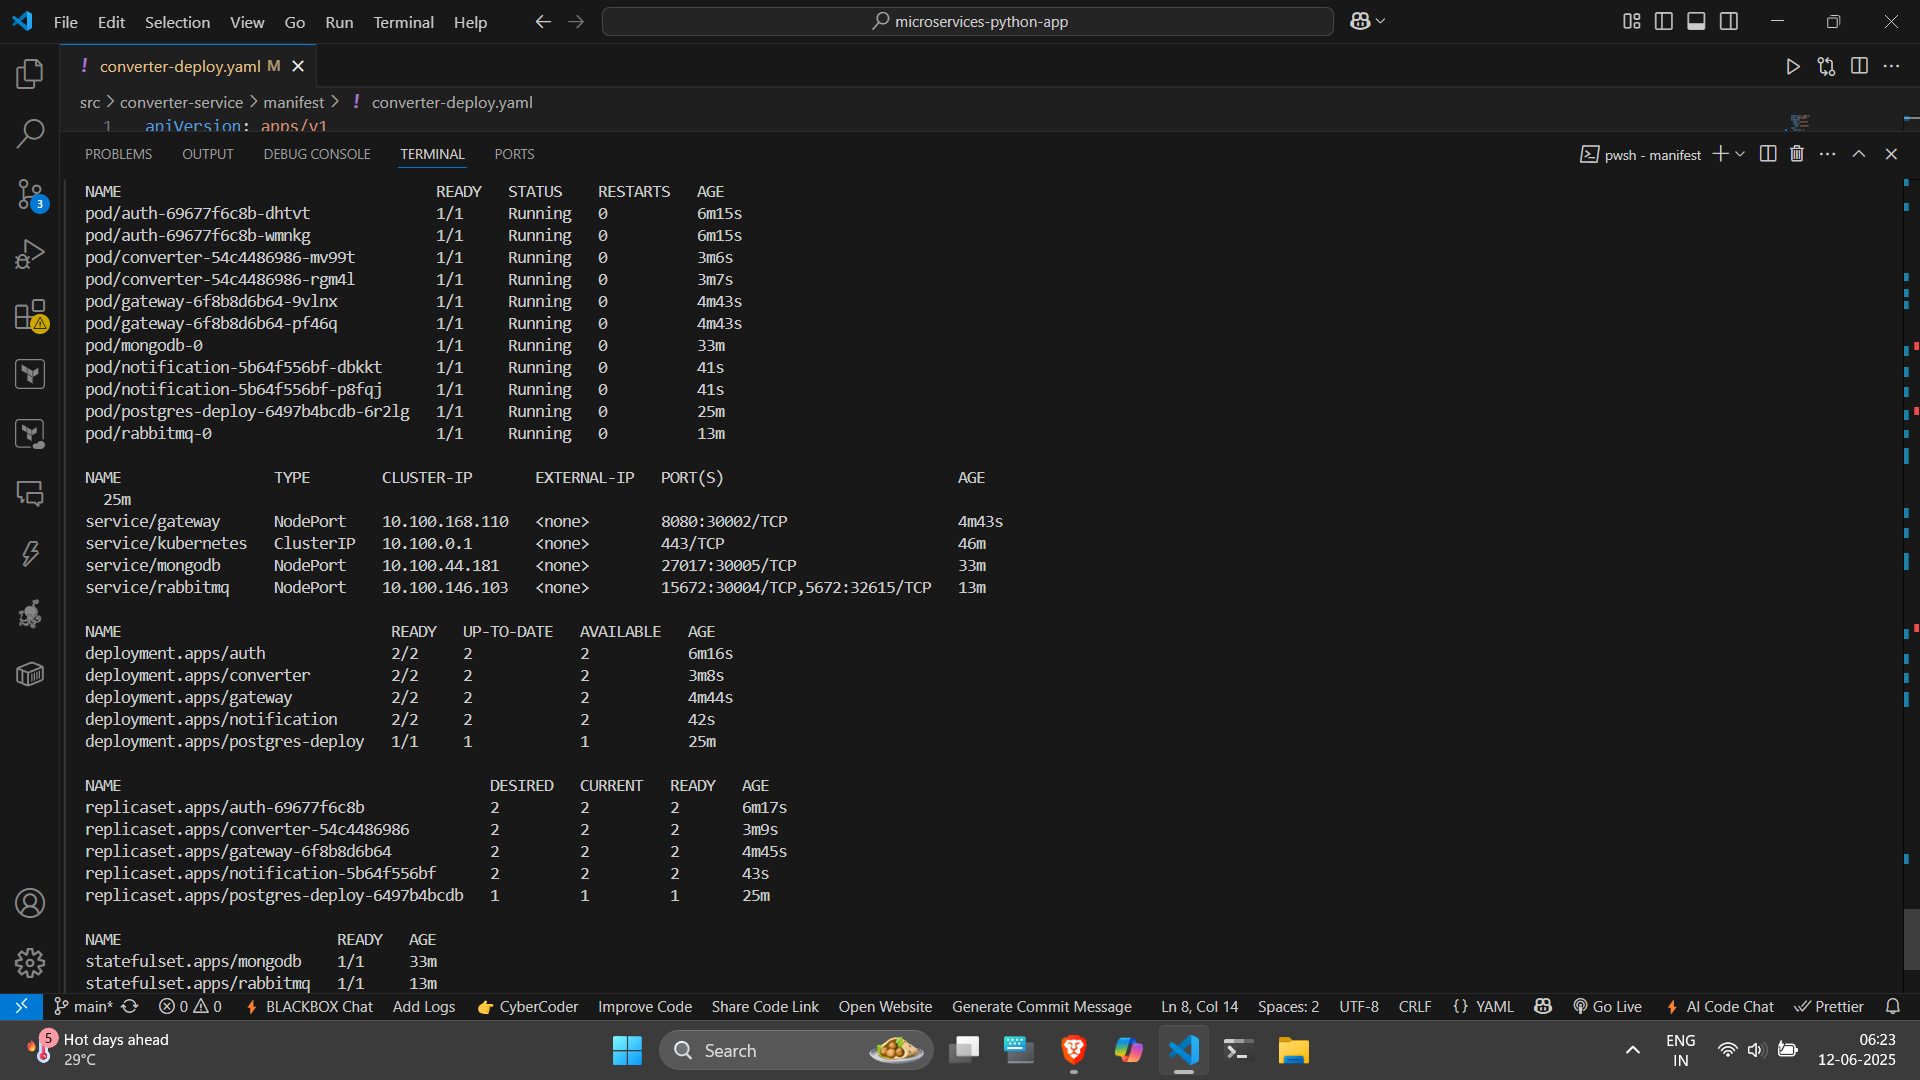 File Edit Selection View Go Run Terminal Help
microservices-python-app
! converter-deploy.yaml M
src > converter-service > manifest > ! converter-deploy.yaml
1 apiVersion: apps/v1
PROBLEMS OUTPUT DEBUG CONSOLE TERMINAL PORTS
pwsh - manifest
NAME READY STATUS RESTARTS AGE
pod/auth-69677f6c8b-dhtvt 1/1 Running 0 6m15s
pod/auth-69677f6c8b-wmnkg 1/1 Running 0 6m15s
pod/converter-54c4486986-mv99t 1/1 Running 0 3m6s
pod/converter-54c4486986-rgm4l 1/1 Running 0 3m7s
pod/gateway-6f8b8d6b64-9vlnx 1/1 Running 0 4m43s
pod/gateway-6f8b8d6b64-pf46q 1/1 Running 0 4m43s
pod/mongodb-0 1/1 Running 0 33m
pod/notification-5b64f556bf-dbkkt 1/1 Running 0 41s
pod/notification-5b64f556bf-p8fqj 1/1 Running 0 41s
pod/postgres-deploy-6497b4bcdb-6r2lg 1/1 Running 0 25m
pod/rabbitmq-0 1/1 Running 0 13m
NAME TYPE CLUSTER-IP EXTERNAL-IP PORT(S) AGE
25m
service/gateway NodePort 10.100.168.110 <none> 8080:30002/TCP 4m43s
service/kubernetes ClusterIP 10.100.0.1 <none> 443/TCP 46m
service/mongodb NodePort 10.100.44.181 <none> 27017:30005/TCP 33m
service/rabbitmq NodePort 10.100.146.103 <none> 15672:30004/TCP,5672:32615/TCP 13m
NAME READY UP-TO-DATE AVAILABLE AGE
deployment.apps/auth 2/2 2 2 6m16s
deployment.apps/converter 2/2 2 2 3m8s
deployment.apps/gateway 2/2 2 2 4m44s
deployment.apps/notification 2/2 2 2 42s
deployment.apps/postgres-deploy 1/1 1 1 25m
NAME DESIRED CURRENT READY AGE
replicaset.apps/auth-69677f6c8b 2 2 2 6m17s
replicaset.apps/converter-54c4486986 2 2 2 3m9s
replicaset.apps/gateway-6f8b8d6b64 2 2 2 4m45s
replicaset.apps/notification-5b64f556bf 2 2 2 43s
replicaset.apps/postgres-deploy-6497b4bcdb 1 1 1 25m
NAME READY AGE
statefulset.apps/mongodb 1/1 33m
statefulset.apps/rabbitmq 1/1 13m
3
main* 0 0 BLACKBOX Chat Add Logs CyberCoder Improve Code Share Code Link Open Website Generate Commit Message Ln 8, Col 14 Spaces: 2 UTF-8 CRLF {} YAML Go Live AI Code Chat Prettier
5 Hot days ahead
29°C
Search
ENG
IN
06:23
12-06-2025